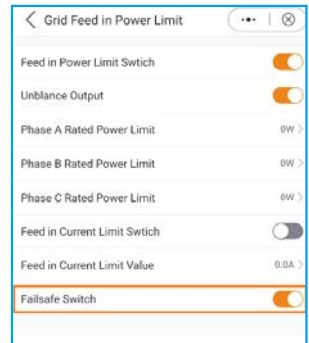 Grid Feed in Power Limit
Feed in Power Limit Swtich
Unblance Output
Phase A Rated Power Limit 0W
Phase B Rated Power Limit 0W
Phase C Rated Power Limit 0W
Feed in Current Limit Swtich
Feed in Current Limit Value 0.0A
Failsafe Switch